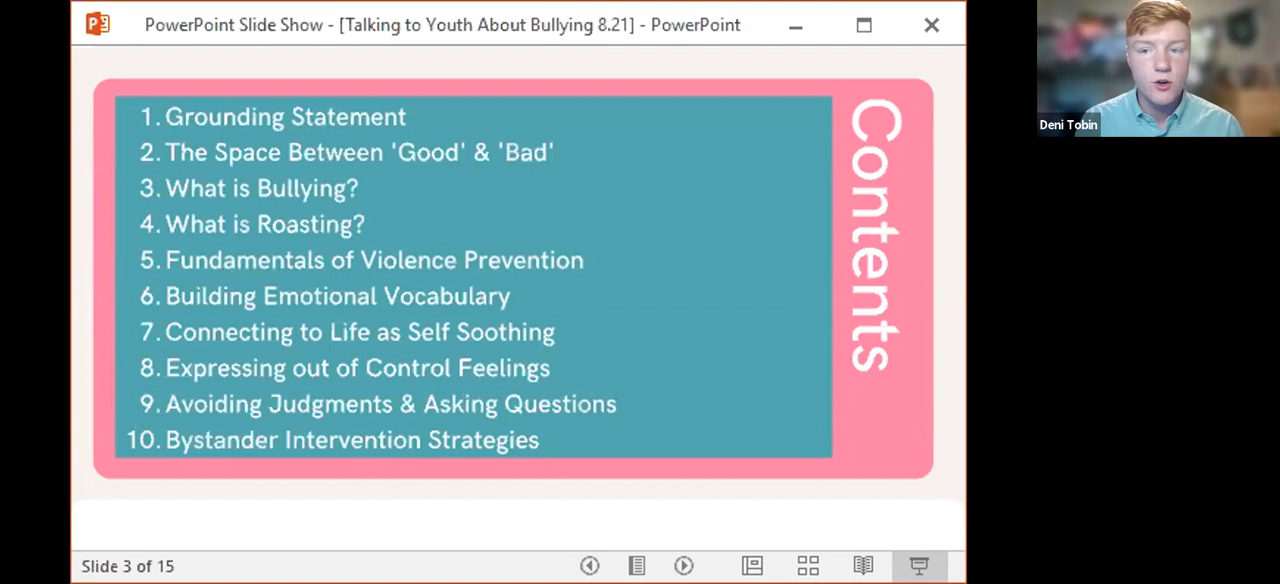 PowerPoint Slide Show - [Talking to Youth About Bullying 8.21] - PowerPoint
1. Grounding Statement
2. The Space Between 'Good' & 'Bad'
3. What is Bullying?
4. What is Roasting?
5. Fundamentals of Violence Prevention
6. Building Emotional Vocabulary
7. Connecting to Life as Self Soothing
8. Expressing out of Control Feelings
9. Avoiding Judgments & Asking Questions
10. Bystander Intervention Strategies
Contents
Slide 3 of 15
Deni Tobin